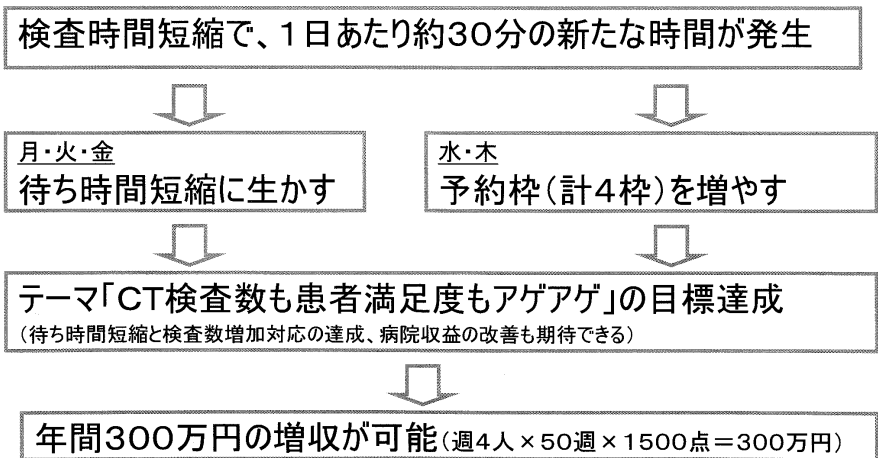 検査時間短縮で、1日あたり約30分の新たな時間が発生
月・火・金
待ち時間短縮に生かす
水・木
予約枠(計4枠)を増やす
テーマ「CT検査数も患者満足度もアゲアゲ」の目標達成
(待ち時間短縮と検査数増加対応の達成、病院収益の改善も期待できる)
年間300万円の増収が可能(週4人×50週×1500点=300万円)